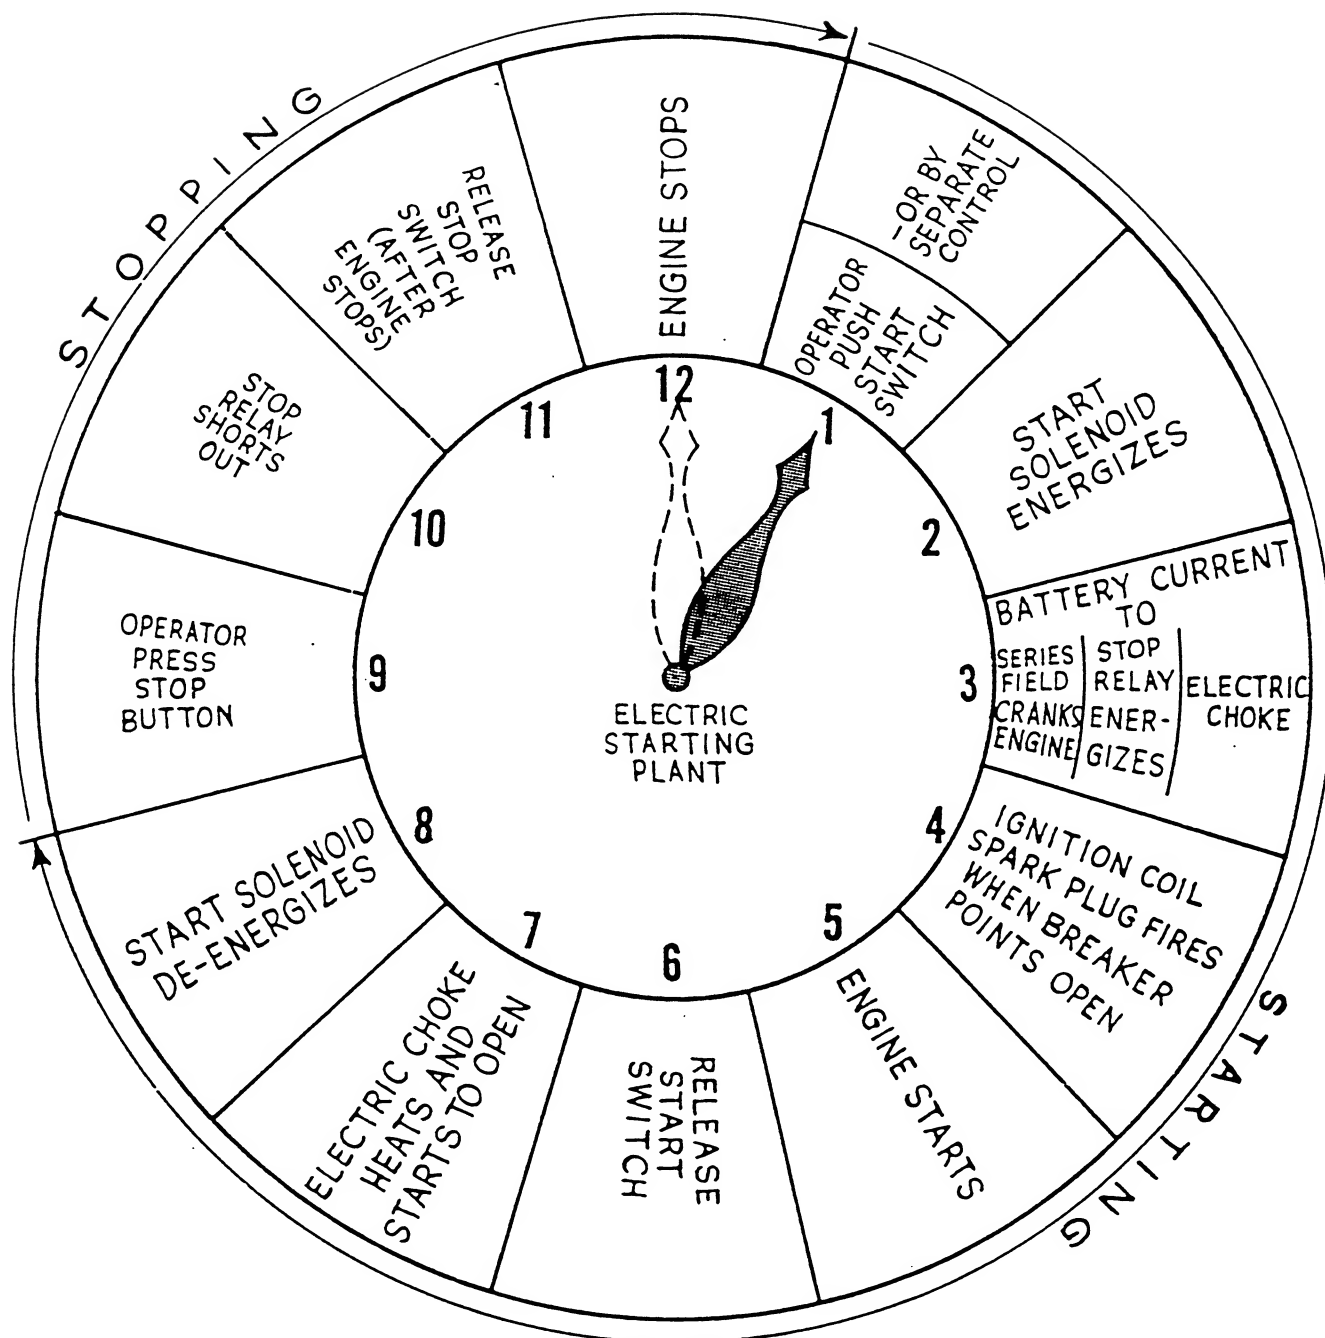 STOPPING
STARTING
ELECTRIC
STARTING
PLANT
1
-OR BY
SEPARATE
CONTROL
OPERATOR
PUSH
START
SWITCH
2
START
SOLENOID
ENERGIZES
3
BATTERY CURRENT
TO
SERIES
FIELD
CRANKS
ENGINE
STOP
RELAY
ENER-
GIZES
ELECTRIC
CHOKE
4
IGNITION COIL
SPARK PLUG FIRES
WHEN BREAKER
POINTS OPEN
5
ENGINE STARTS
6
RELEASE
START
SWITCH
7
ELECTRIC CHOKE
HEATS AND
STARTS TO OPEN
8
START SOLENOID
DE-ENERGIZES
9
OPERATOR
PRESS
STOP
BUTTON
10
STOP
RELAY
SHORTS
OUT
11
RELEASE
STOP
SWITCH
(AFTER
ENGINE
STOPS)
12
ENGINE STOPS